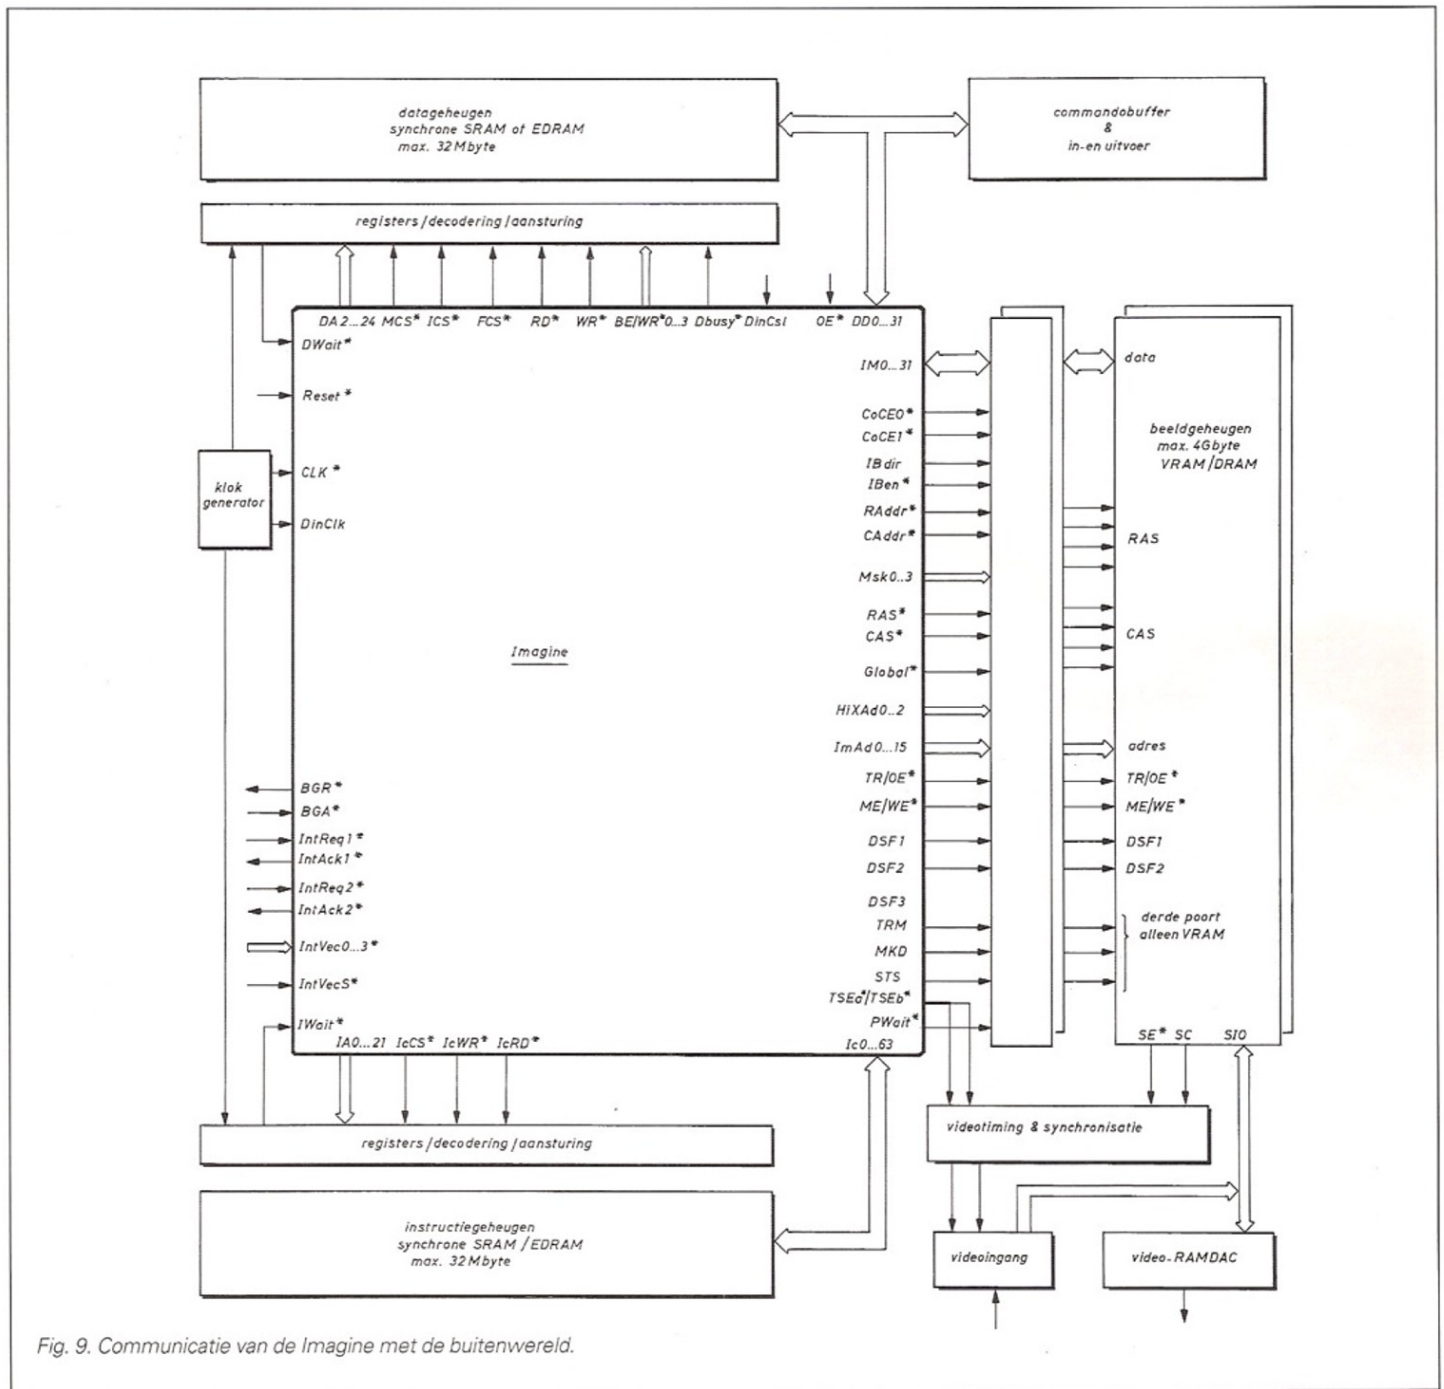 datageheugen
synchrone SRAM of EDRAM
max. 32Mbyte
commandobuffer
&
in-en uitvoer
registers/decodering/aansturing
DA2...24 MCS* ICS* FCS* RD* WR* BE/WR*0...3 Dbusy* DinCsl OE* DD0...31
DWait*
Reset*
klok
generator
CLK*
DinClk
Imagine
BGR*
BGA*
IntReq1*
IntAck1*
IntReq2*
IntAck2*
IntVec0...3*
IntVecS*
IWait*
IM0...31
CoCE0*
CoCE1*
IBdir
IBen*
RAddr*
CAddr*
Msk0..3
RAS*
CAS*
Global*
HiXAd0..2
ImAd0...15
TR/OE*
ME/WE*
DSF1
DSF2
DSF3
TRM
MKD
STS
TSEa*/TSEb*
PWait*
IA0...21 IcCS* IcWR* IcRD* Ic0...63
data
beeldgeheugen
max. 4Gbyte
VRAM/DRAM
RAS
CAS
adres
TR/OE*
ME/WE*
DSF1
DSF2
derde poort
alleen VRAM
SE* SC SIO
registers/decodering/aansturing
videotiming & synchronisatie
instructiegeheugen
synchrone SRAM/EDRAM
max. 32Mbyte
videoingang
video-RAMDAC
Fig. 9. Communicatie van de Imagine met de buitenwereld.